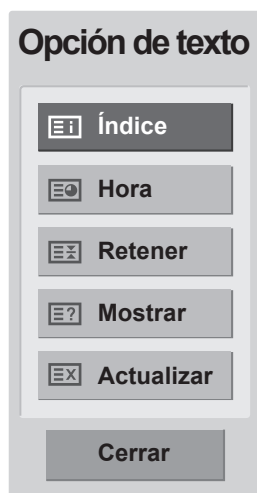 Opción de texto
Índice
Hora
Retener
Mostrar
Actualizar
Cerrar